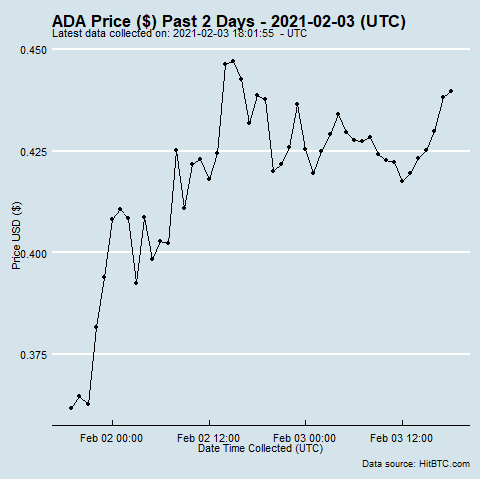 ADA Price ($) Past 2 Days - 2021-02-03 (UTC)
Latest data collected on: 2021-02-03 18:01:55  - UTC
0.450
0.425
0.400
0.375
Price USD ($)
Feb 02 00:00 Feb 02 12:00 Feb 03 00:00 Feb 03 12:00
Date Time Collected (UTC)
Data source: HitBTC.com